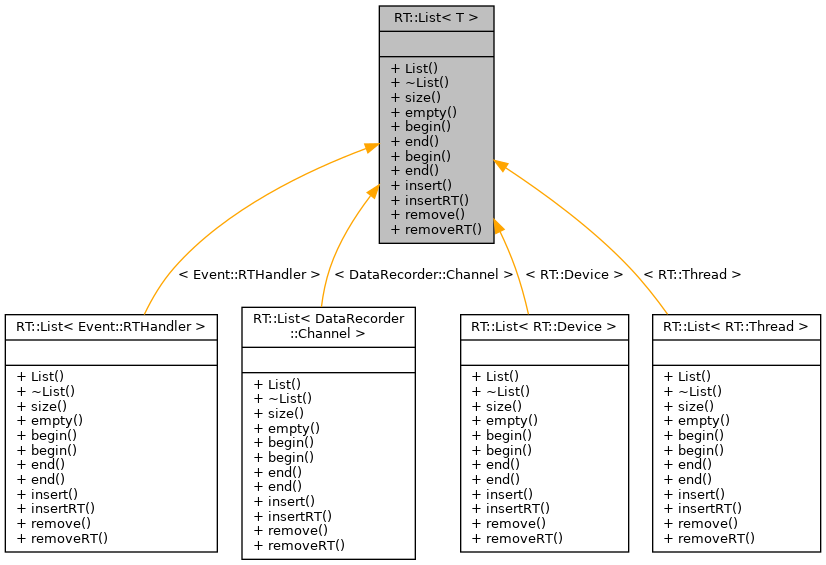 RT::List< T >
+ List()
+ ~List()
+ size()
+ empty()
+ begin()
+ end()
+ begin()
+ end()
+ insert()
+ insertRT()
+ remove()
+ removeRT()
< Event::RTHandler >
< DataRecorder::Channel >
< RT::Device >
< RT::Thread >
RT::List< Event::RTHandler >
+ List()
+ ~List()
+ size()
+ empty()
+ begin()
+ begin()
+ end()
+ end()
+ insert()
+ insertRT()
+ remove()
+ removeRT()
RT::List< DataRecorder
::Channel >
+ List()
+ ~List()
+ size()
+ empty()
+ begin()
+ begin()
+ end()
+ end()
+ insert()
+ insertRT()
+ remove()
+ removeRT()
RT::List< RT::Device >
+ List()
+ ~List()
+ size()
+ empty()
+ begin()
+ begin()
+ end()
+ end()
+ insert()
+ insertRT()
+ remove()
+ removeRT()
RT::List< RT::Thread >
+ List()
+ ~List()
+ size()
+ empty()
+ begin()
+ begin()
+ end()
+ end()
+ insert()
+ insertRT()
+ remove()
+ removeRT()